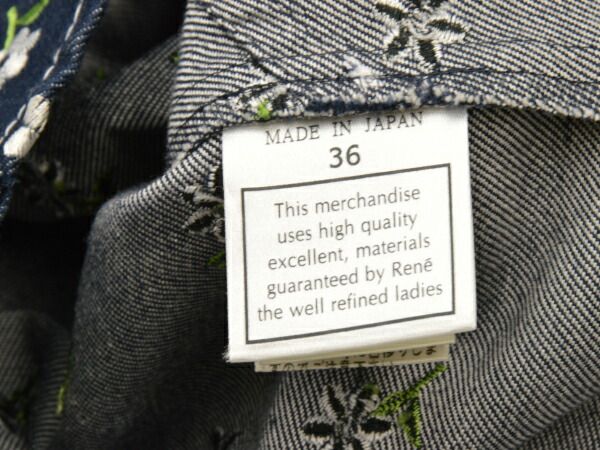 MADE IN JAPAN
36
This merchandise
uses high quality
excellent, materials
guaranteed by René
the well refined ladies